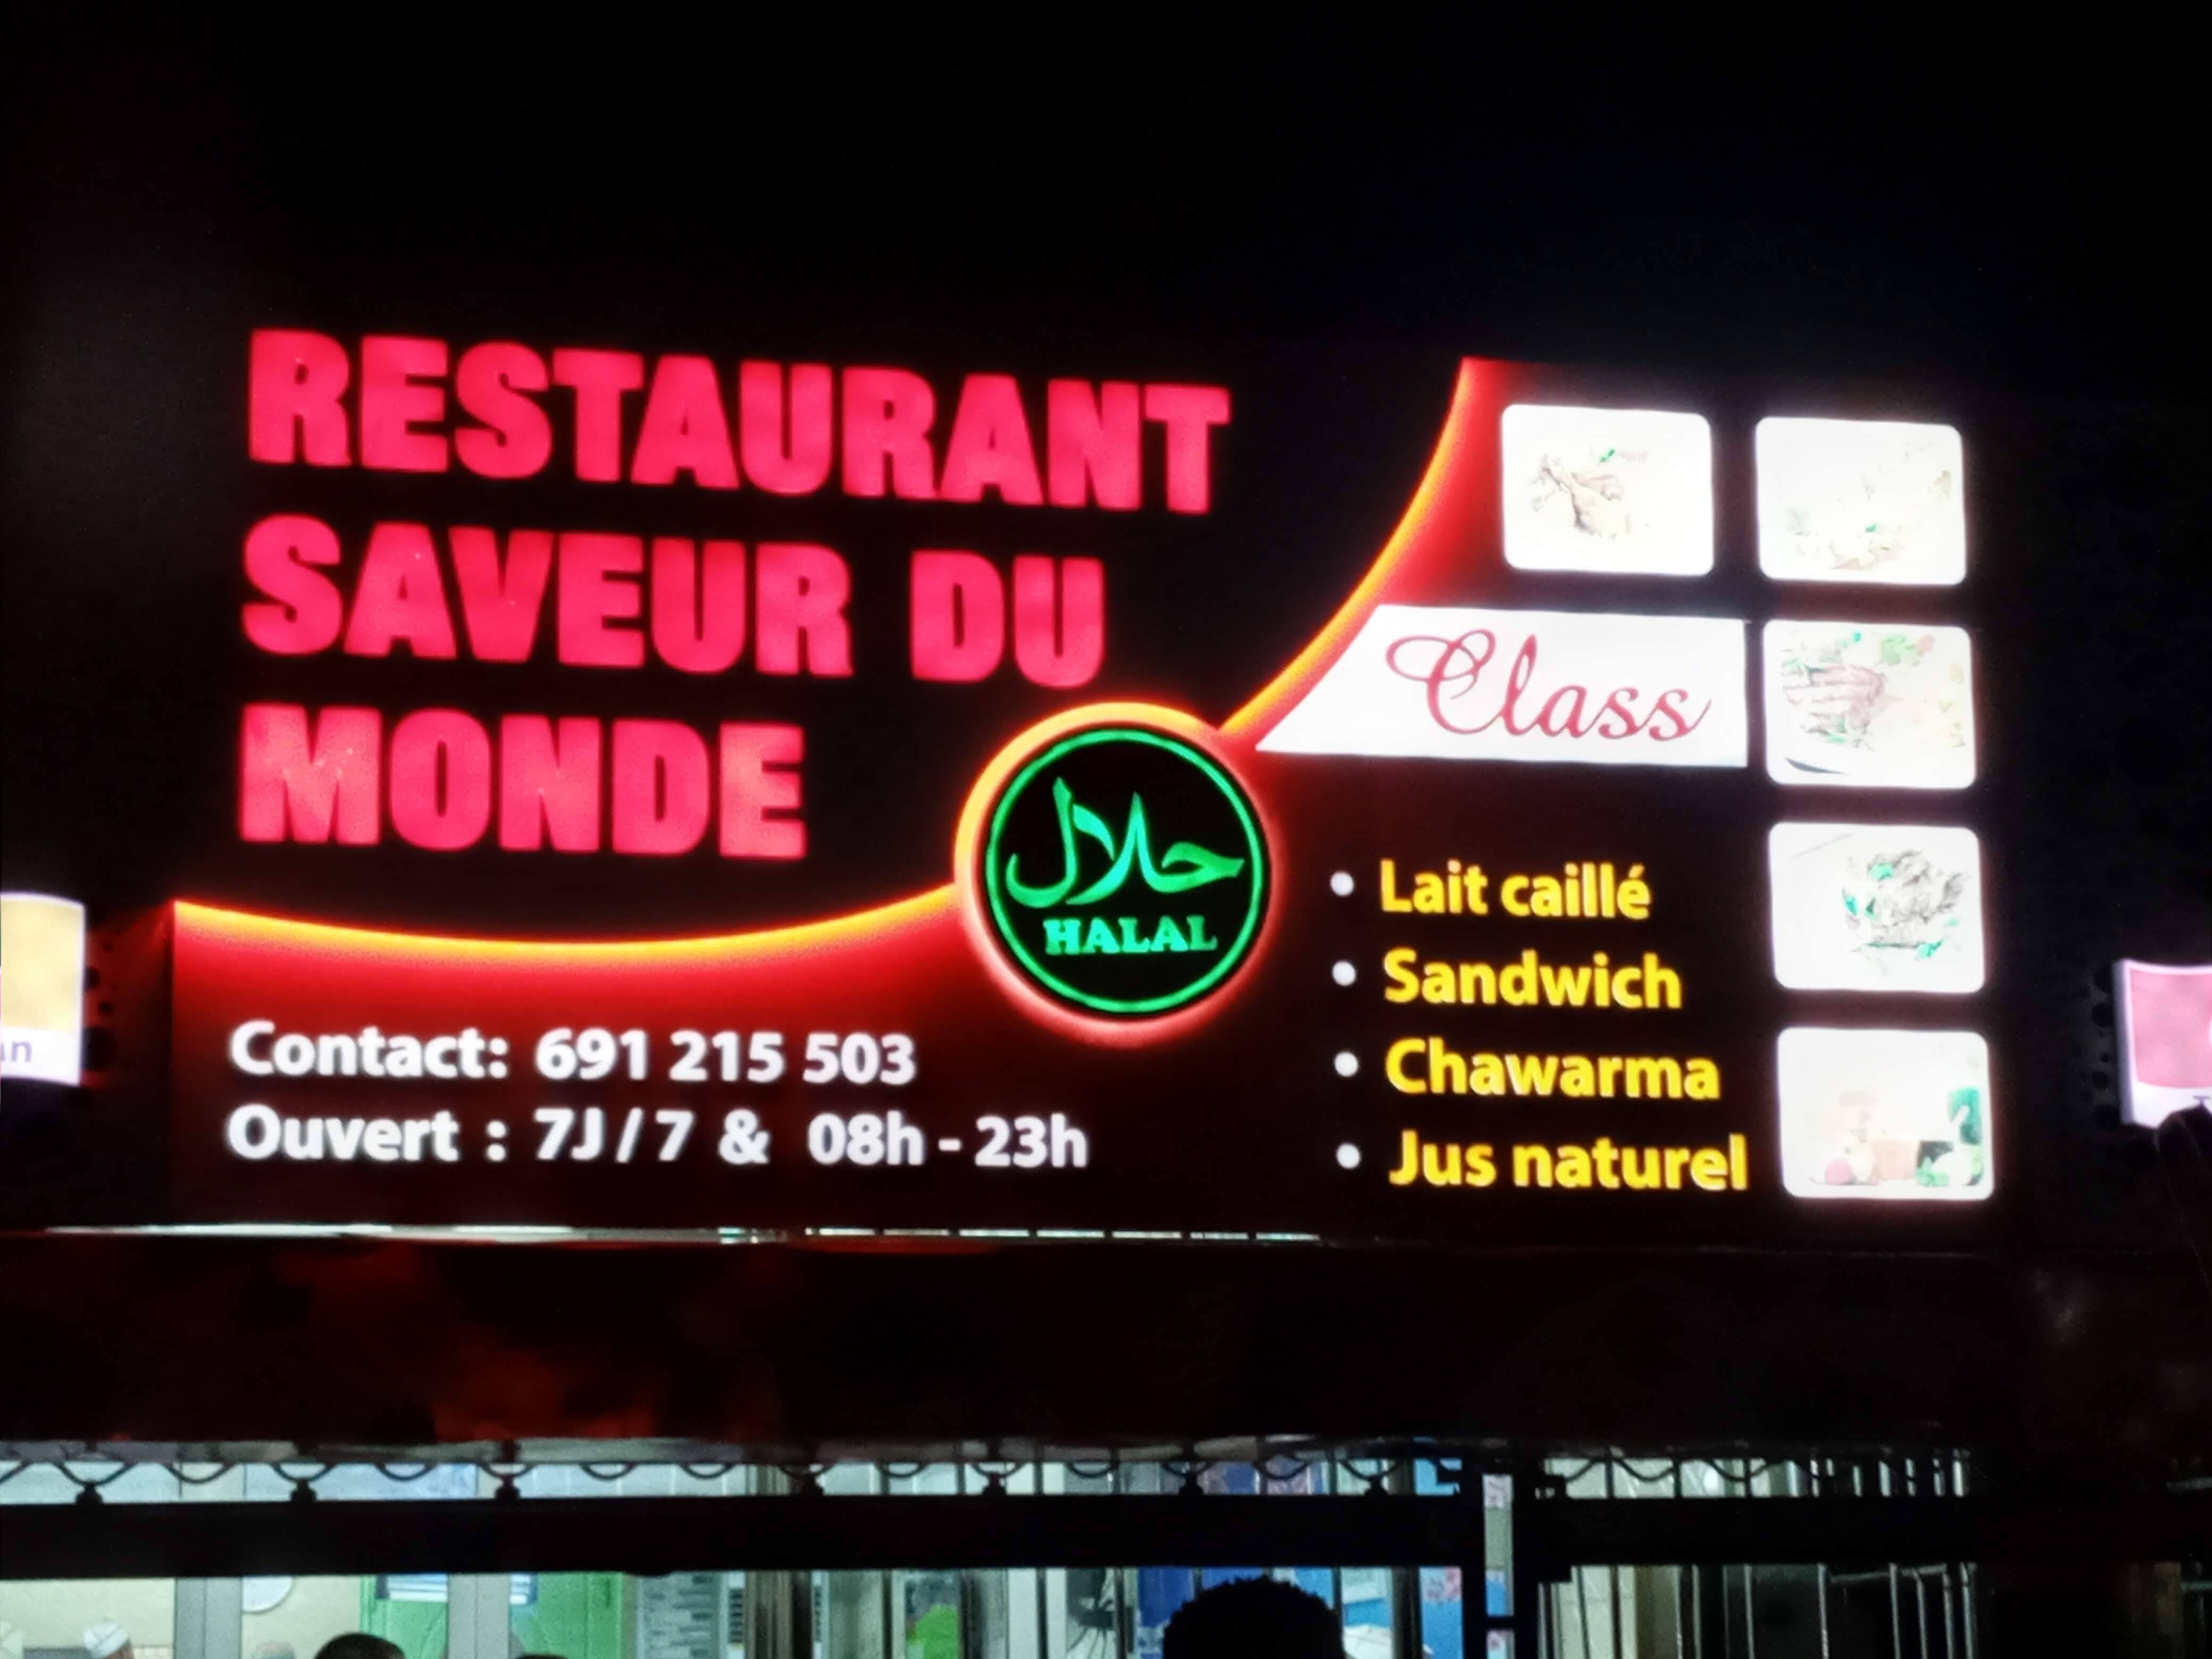 RESTAURANT
SAVEUR DU
MONDE
Class
حلال
HALAL
• Lait caillé
• Sandwich
• Chawarma
• Jus naturel
Contact: 691 215 503
Ouvert : 7J / 7 & 08h - 23h